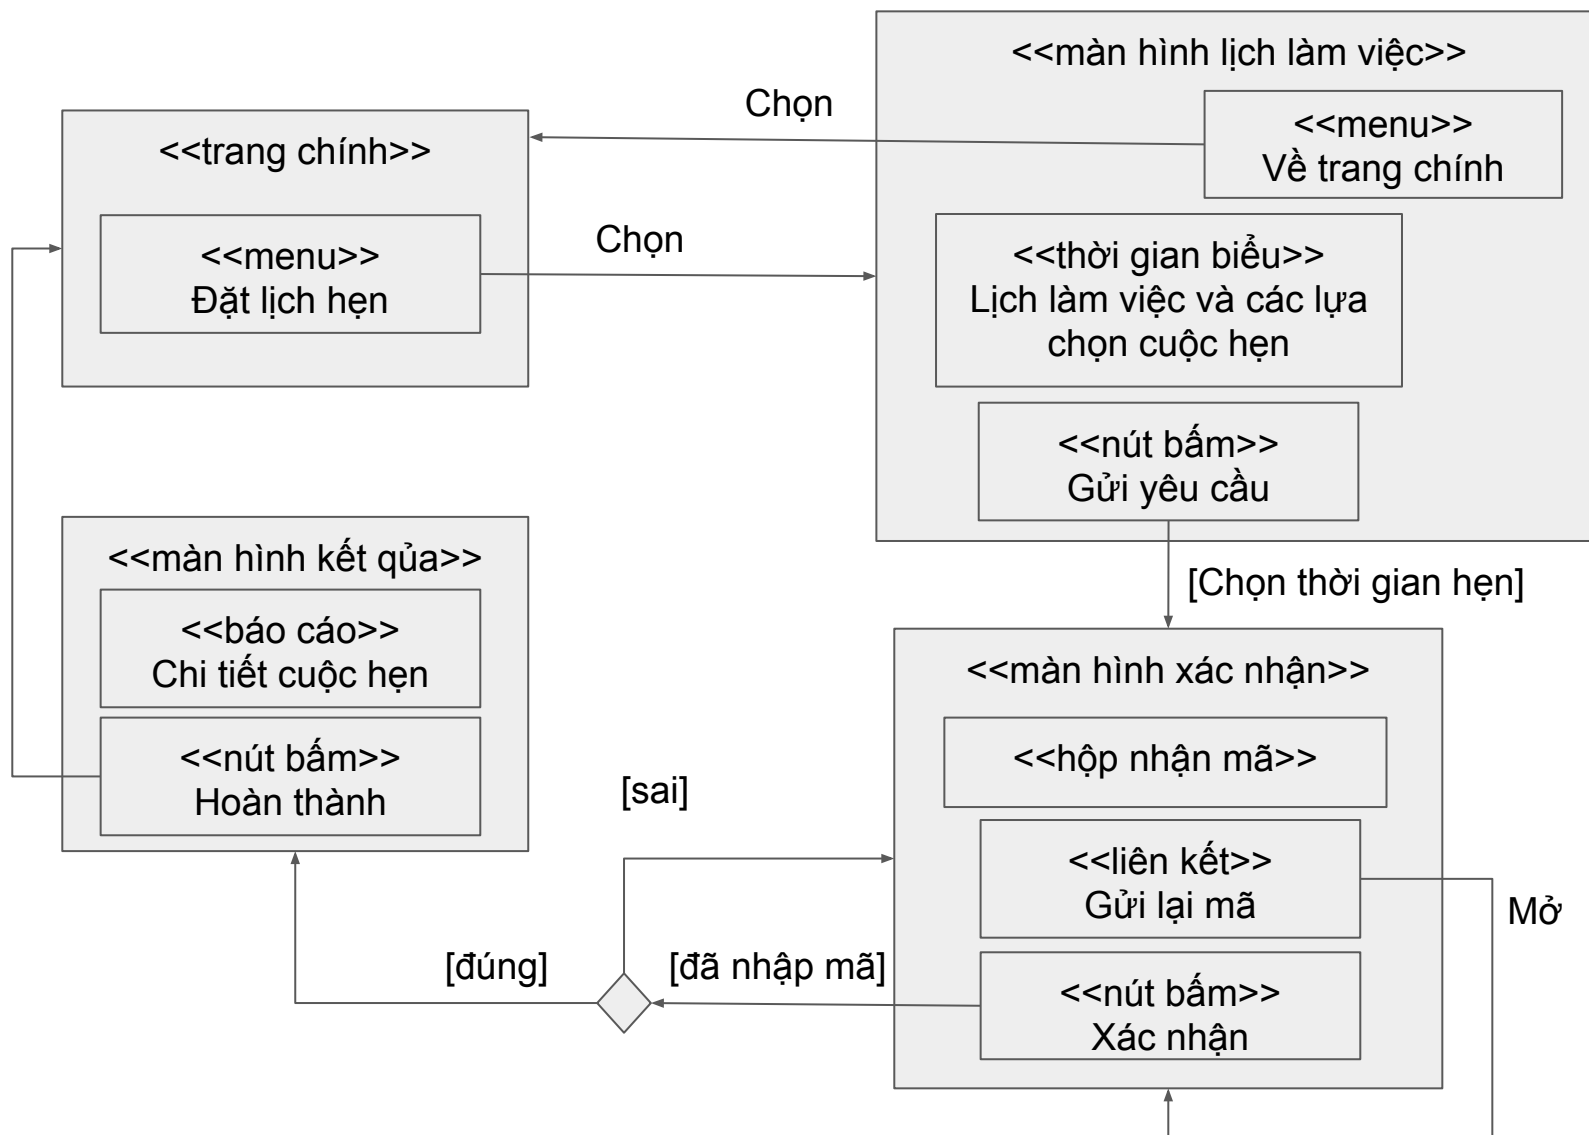 <<màn hình lịch làm việc>>
Chọn
<<menu>>
Về trang chính
<<trang chính>>
<<menu>>
Đặt lịch hẹn
Chọn
<<thời gian biểu>>
Lịch làm việc và các lựa
chọn cuộc hẹn
<<nút bấm>>
Gửi yêu cầu
[Chọn thời gian hẹn]
<<màn hình kết qủa>>
<<báo cáo>>
Chi tiết cuộc hẹn
<<nút bấm>>
Hoàn thành
<<màn hình xác nhận>>
<<hộp nhận mã>>
[sai]
<<liên kết>>
Gửi lại mã
Mở
[đúng]
[đã nhập mã]
<<nút bấm>>
Xác nhận